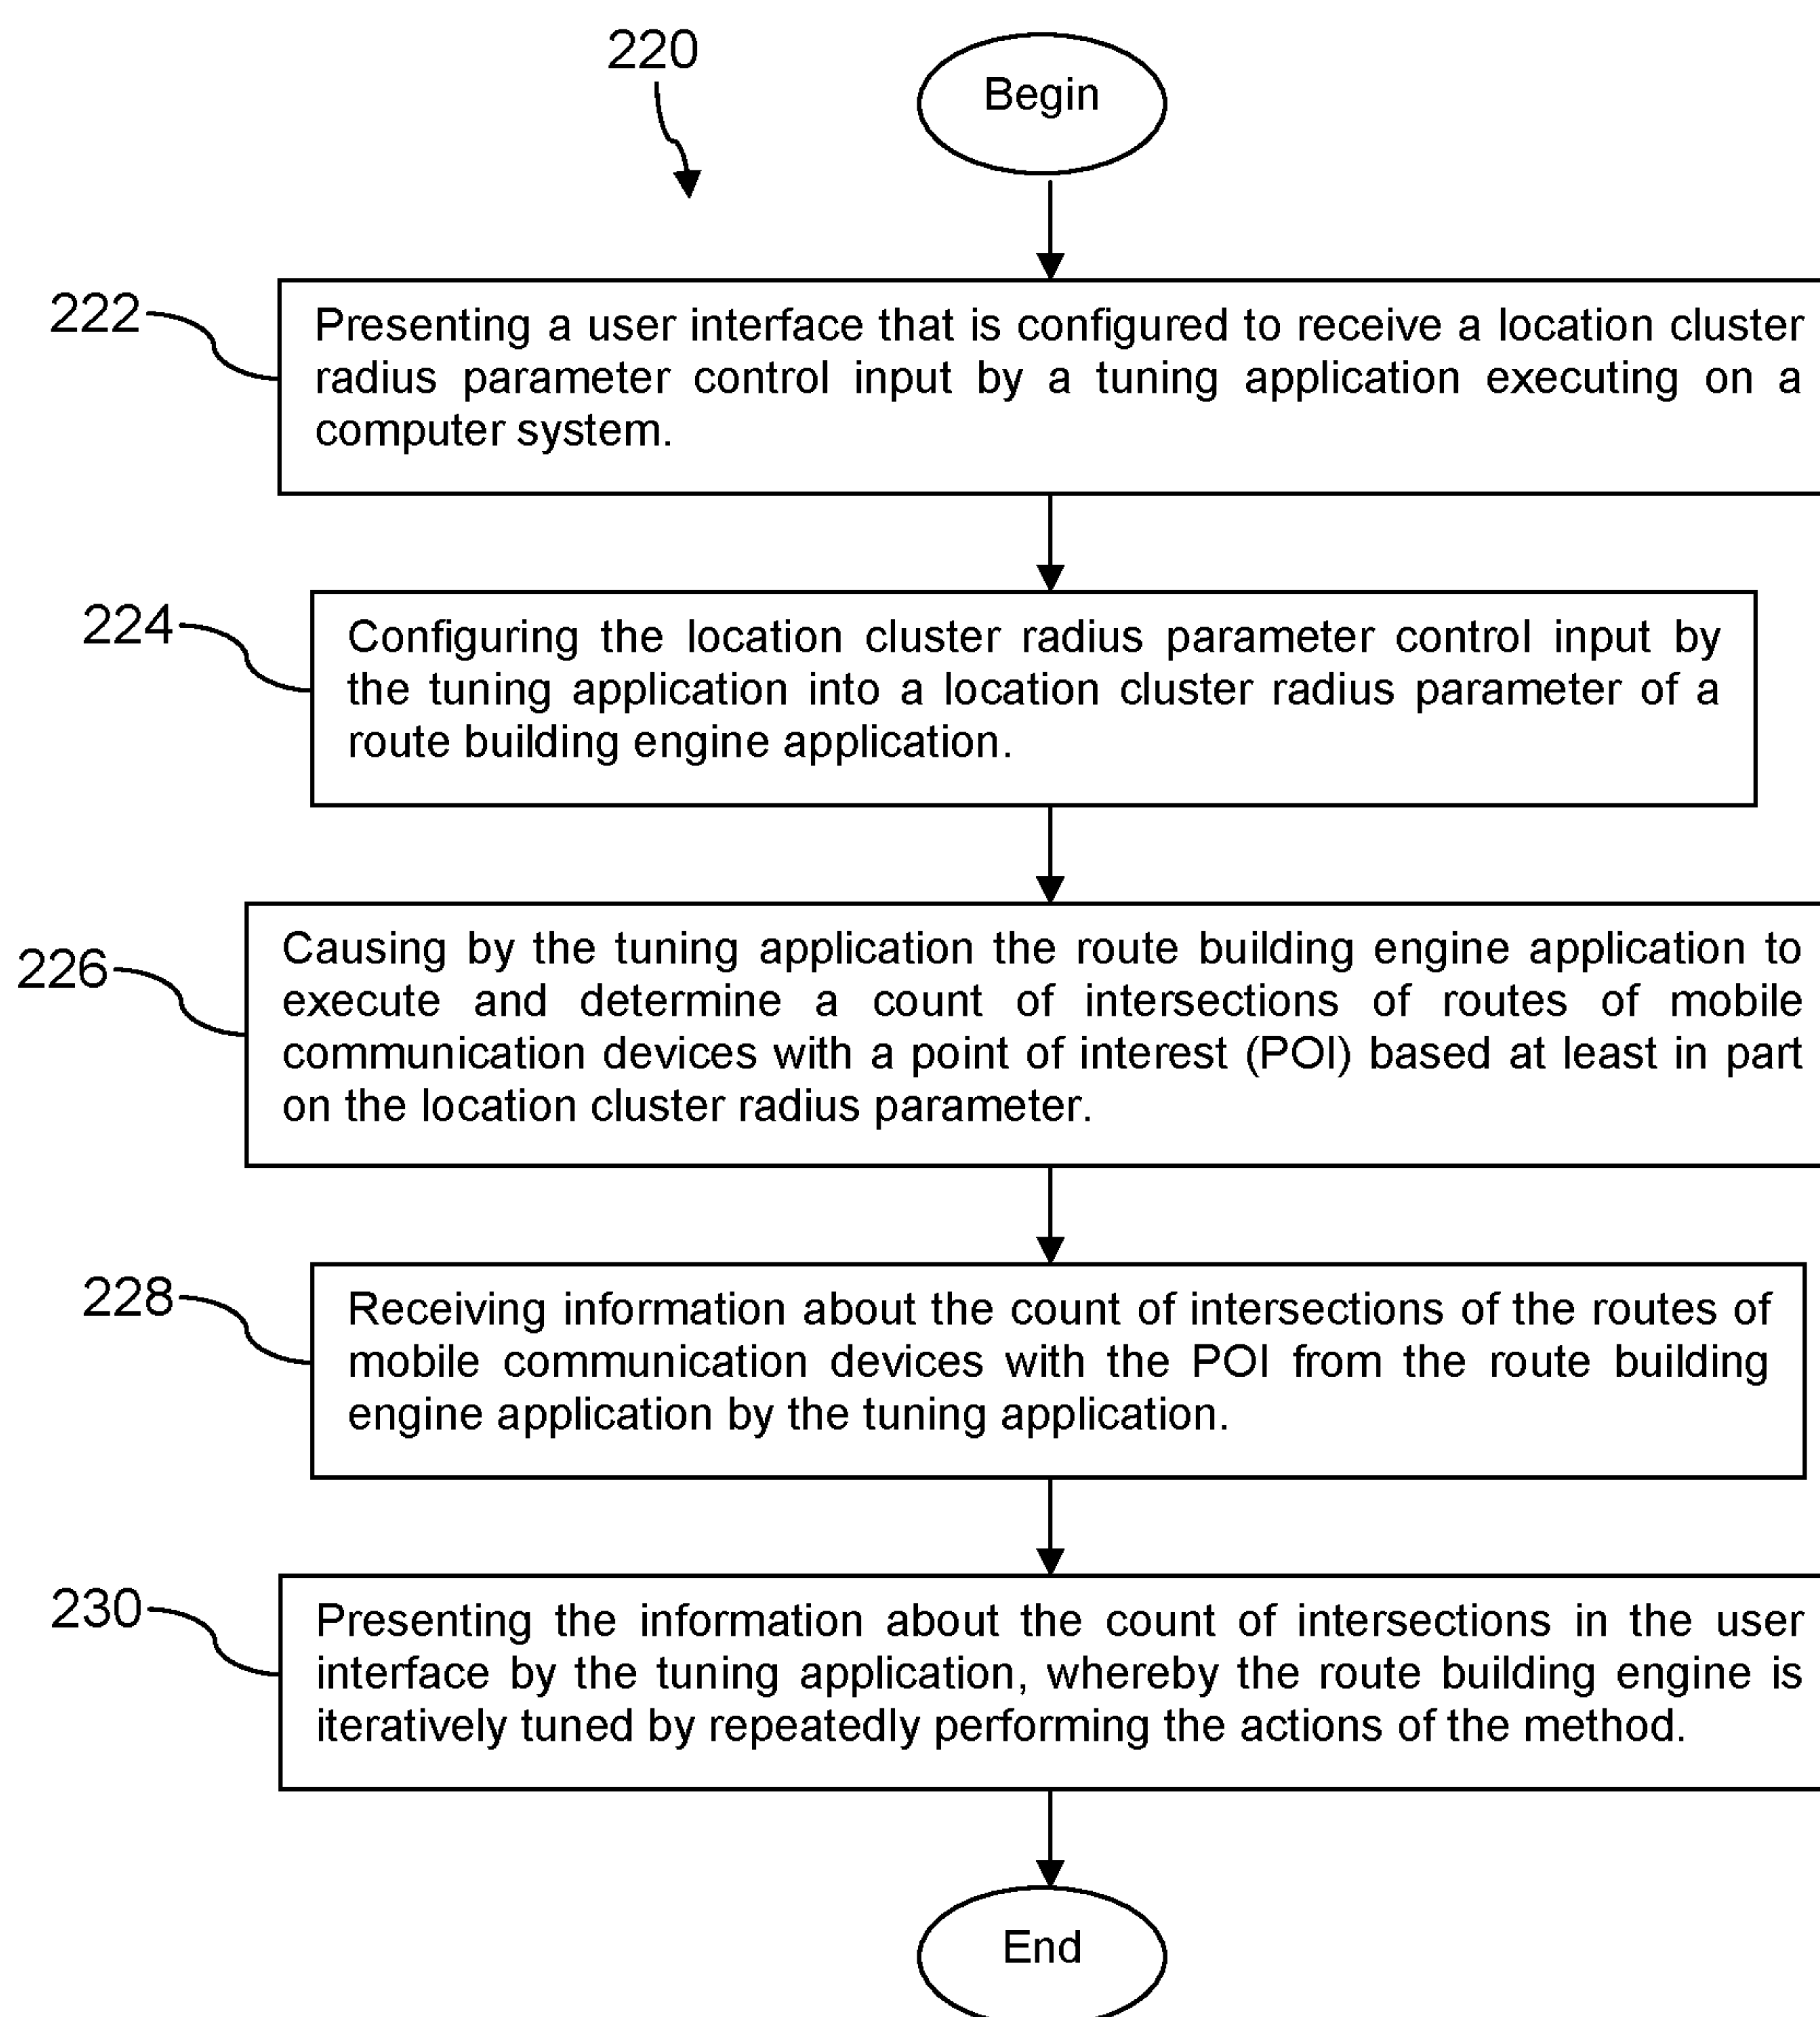 220
Begin
222
Presenting a user interface that is configured to receive a location cluster
radius parameter control input by a tuning application executing on a
computer system.
224
Configuring the location cluster radius parameter control input by
the tuning application into a location cluster radius parameter of a
route building engine application.
226
Causing by the tuning application the route building engine application to
execute and determine a count of intersections of routes of mobile
communication devices with a point of interest (POI) based at least in part
on the location cluster radius parameter.
228
Receiving information about the count of intersections of the routes of
mobile communication devices with the POI from the route building
engine application by the tuning application.
230
Presenting the information about the count of intersections in the user
interface by the tuning application, whereby the route building engine is
iteratively tuned by repeatedly performing the actions of the method.
End